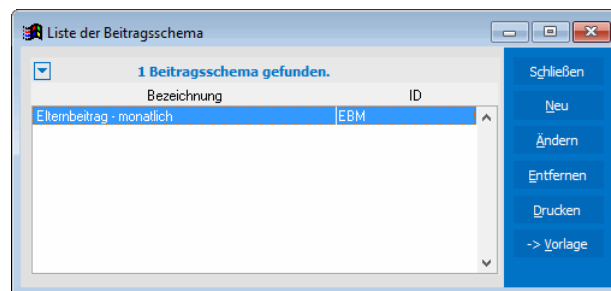 Liste der Beitragsschema
1 Beitragsschema gefunden.
Bezeichnung ID
Elternbeitrag - monatlich EBM
Schließen
Neu
Ändern
Entfernen
Drucken
-> Vorlage